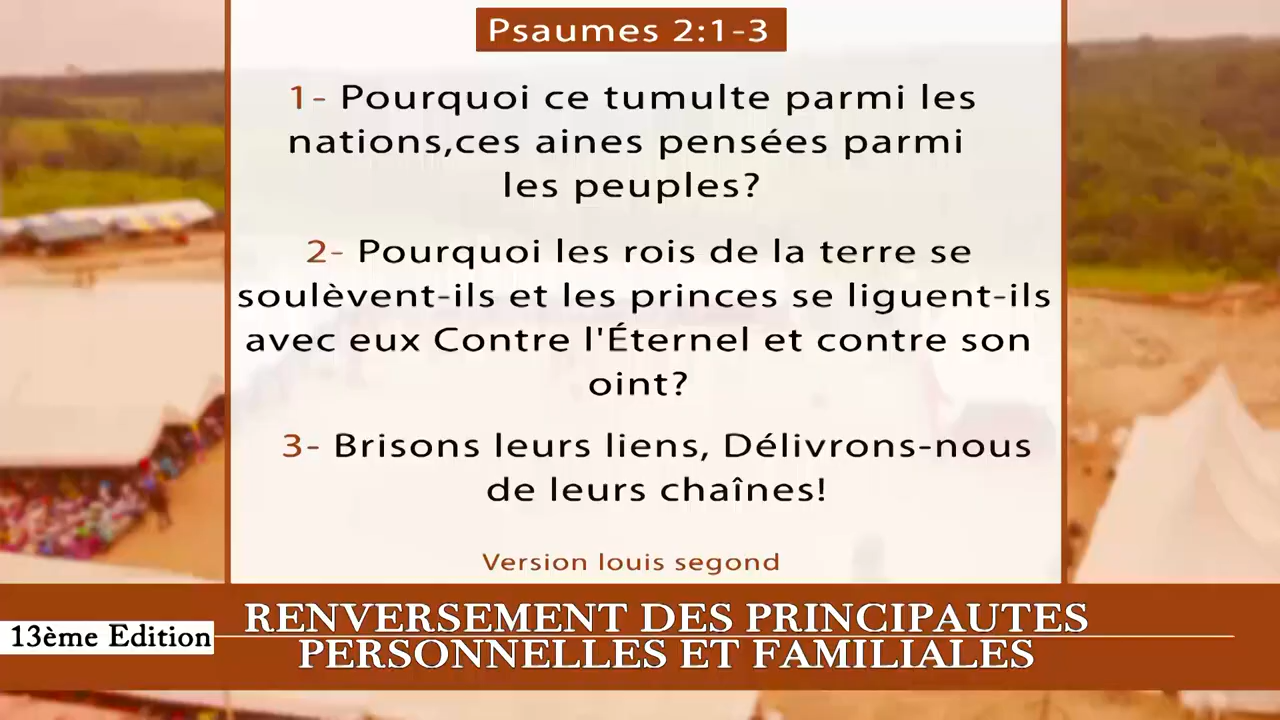 Psaumes 2:1-3
1- Pourquoi ce tumulte parmi les
nations,ces aines pensées parmi
les peuples?
2- Pourquoi les rois de la terre se
soulèvent-ils et les princes se liguent-ils
avec eux Contre l'Éternel et contre son
oint?
3- Brisons leurs liens, Délivrons-nous
de leurs chaînes!
Version louis segond
13ème Edition
RENVERSEMENT DES PRINCIPAUTES
PERSONNELLES ET FAMILIALES